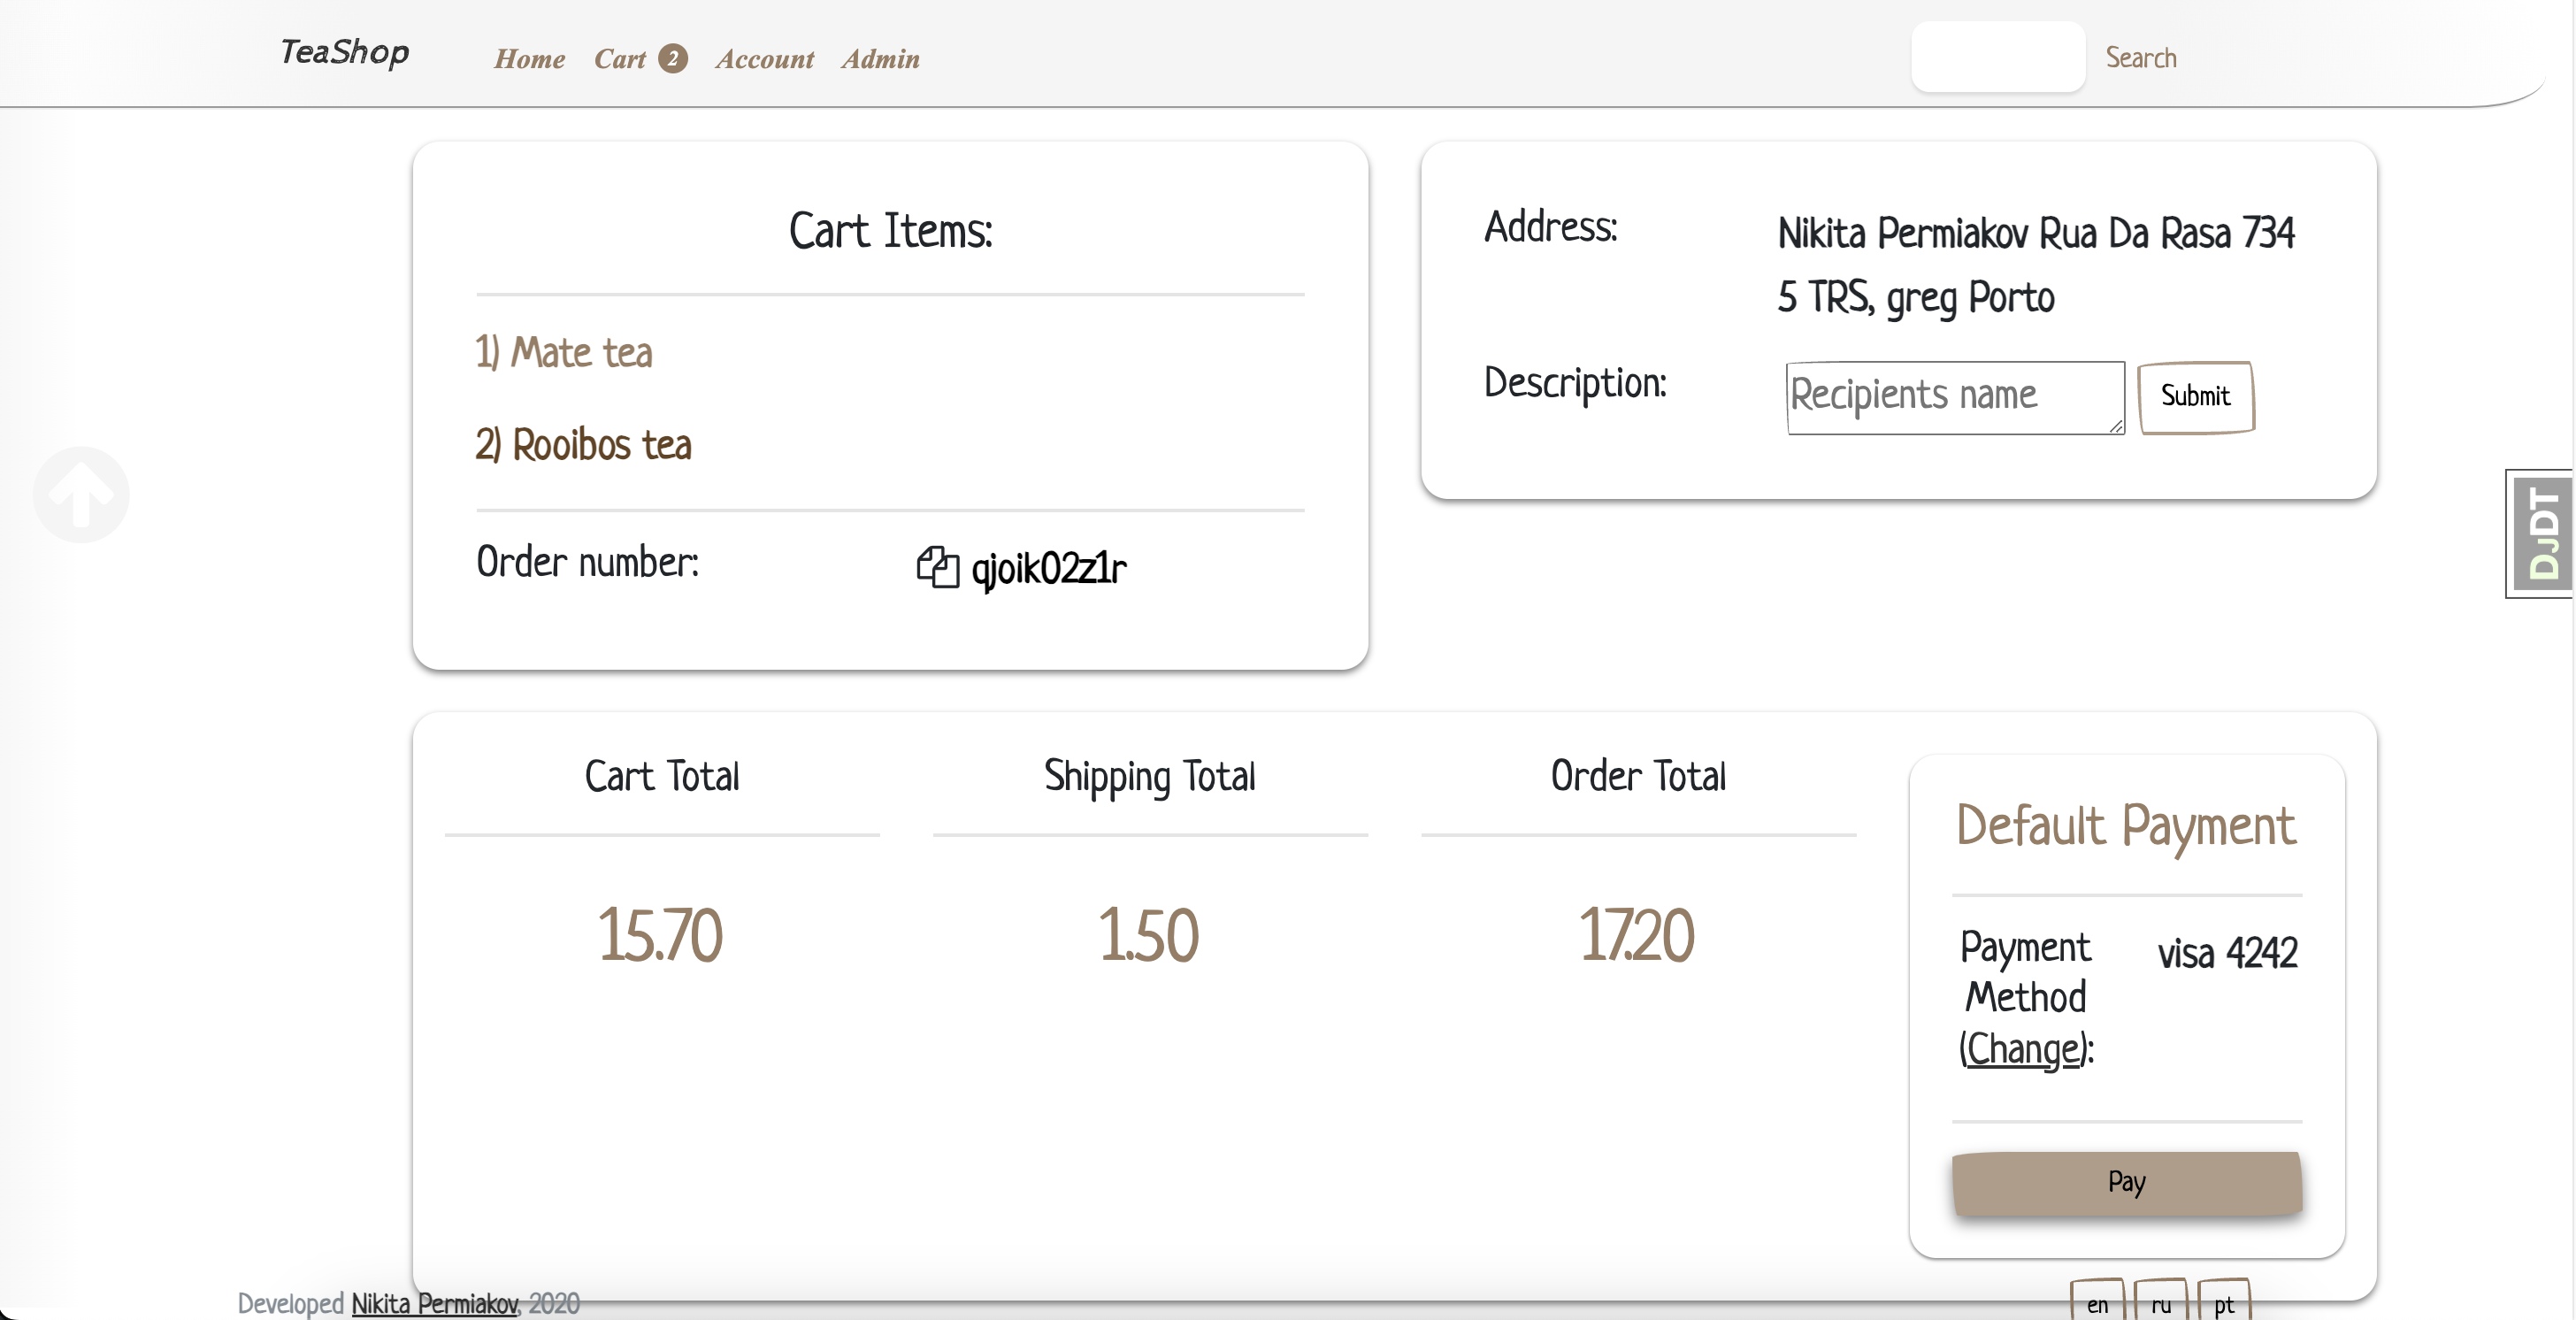 TeaShop
Home Cart 2 Account Admin
Search
Cart Items:
1) Mate tea
2) Rooibos tea
Order number: qjoik02z1r
Address: Nikita Permiakov Rua Da Rasa 734
5 TRS, greg Porto
Description: Recipients name Submit
DJDT
Cart Total
15.70
Shipping Total
1.50
Order Total
17.20
Default Payment
Payment
Method
(Change):
visa 4242
Pay
Developed Nikita Permiakov, 2020
en ru pt